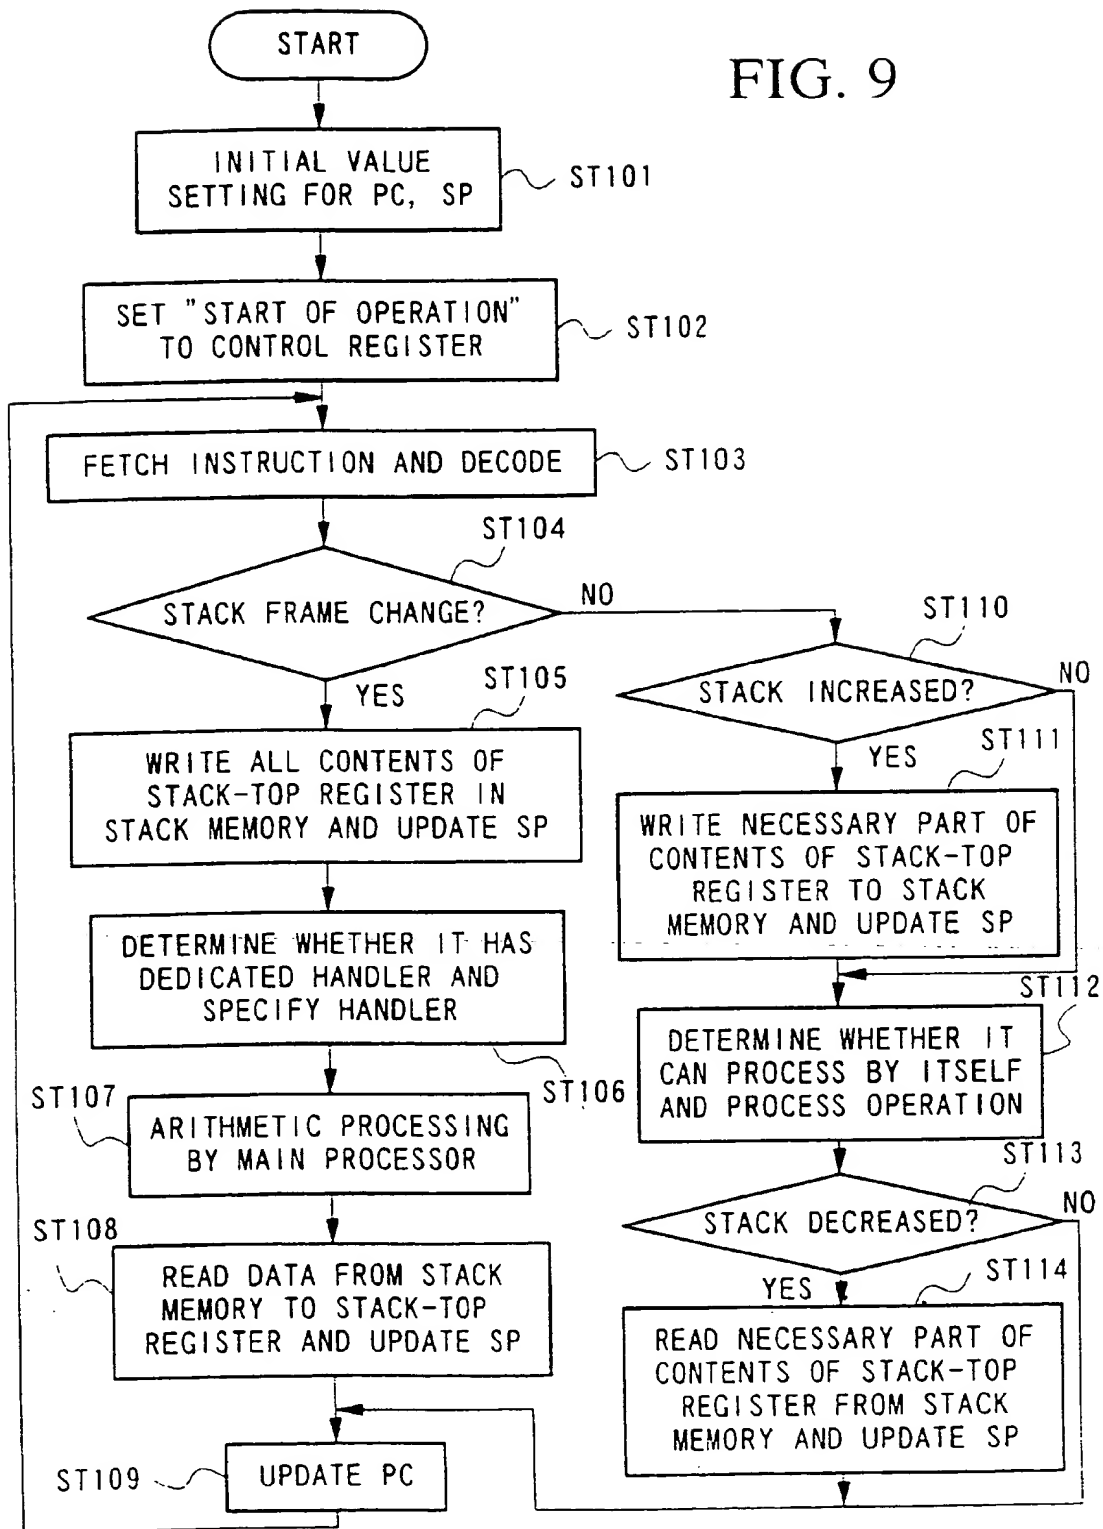 START
FIG. 9
INITIAL VALUE
SETTING FOR PC, SP
ST101
SET "START OF OPERATION"
TO CONTROL REGISTER
ST102
FETCH INSTRUCTION AND DECODE
ST103
ST104
STACK FRAME CHANGE?
NO
YES
ST105
WRITE ALL CONTENTS OF
STACK-TOP REGISTER IN
STACK MEMORY AND UPDATE SP
DETERMINE WHETHER IT HAS
DEDICATED HANDLER AND
SPECIFY HANDLER
ST106
ST107
ARITHMETIC PROCESSING
BY MAIN PROCESSOR
ST108
READ DATA FROM STACK
MEMORY TO STACK-TOP
REGISTER AND UPDATE SP
ST109
UPDATE PC
ST110
STACK INCREASED?
NO
YES
ST111
WRITE NECESSARY PART OF
CONTENTS OF STACK-TOP
REGISTER TO STACK
MEMORY AND UPDATE SP
ST112
DETERMINE WHETHER IT
CAN PROCESS BY ITSELF
AND PROCESS OPERATION
ST113
STACK DECREASED?
NO
YES
ST114
READ NECESSARY PART OF
CONTENTS OF STACK-TOP
REGISTER FROM STACK
MEMORY AND UPDATE SP